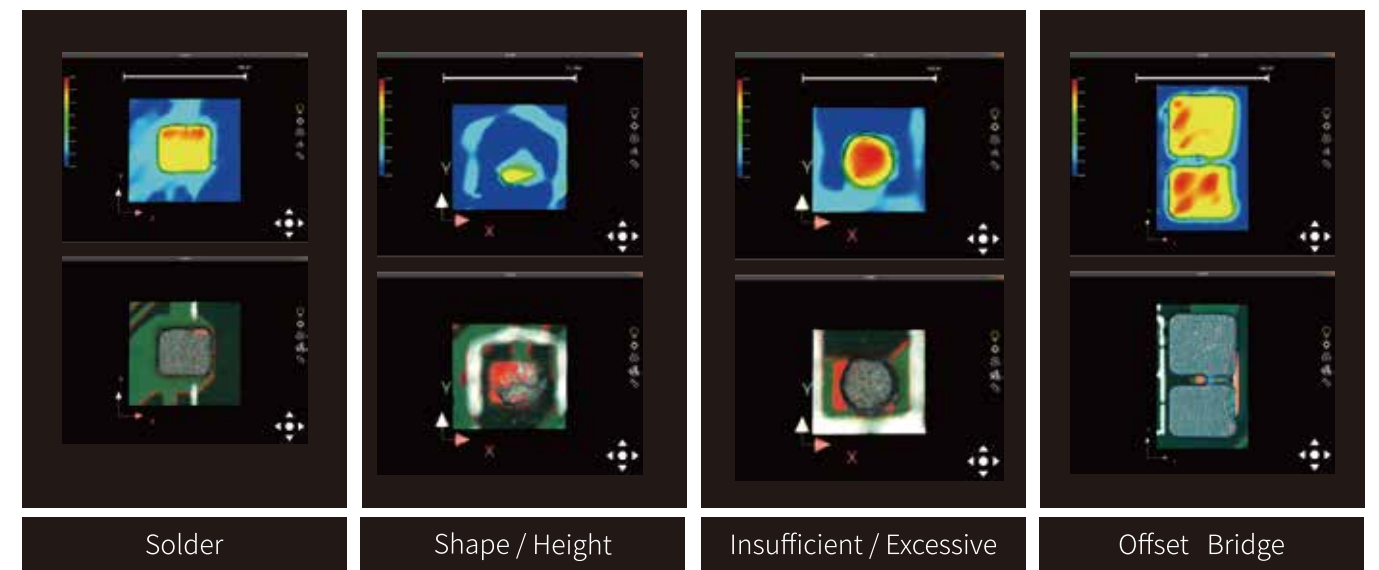 Y
X
Y
X
Y
X
Y
X
Solder
Shape / Height
Insufficient / Excessive
Offset Bridge